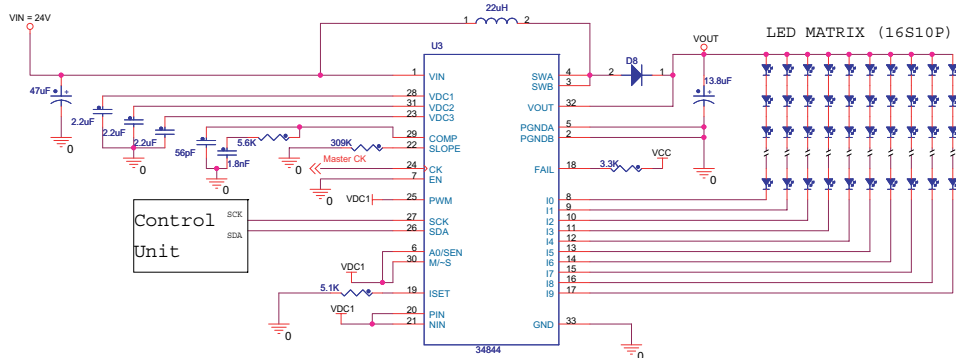 22uH
VIN = 24V
1 2
LED MATRIX (16S10P)
VOUT
U3
D8
47uF
1 VIN
SWA 4
SWB 3
2 1
13.8uF
28 VDC1
31 VDC2
23 VDC3
VOUT 32
2.2uF
2.2uF
2.2uF
PGNDA 5
PGNDB 2
29 COMP
22 SLOPE
5.6K
309K
56pF
1.8nF
0
0
0
0
0
Master CK
24 CK
7 EN
0
FAIL 18
3.3K
VCC
VDC1
25 PWM
I0 8
I1 9
I2 10
I3 11
I4 12
I5 13
I6 14
I7 15
I8 16
I9 17
Control
Unit
SCK
SDA
27 SCK
26 SDA
6 A0/SEN
30 M/~S
VDC1
5.1K
19 ISET
0
VDC1
20 PIN
21 NIN
GND 33
0
34844